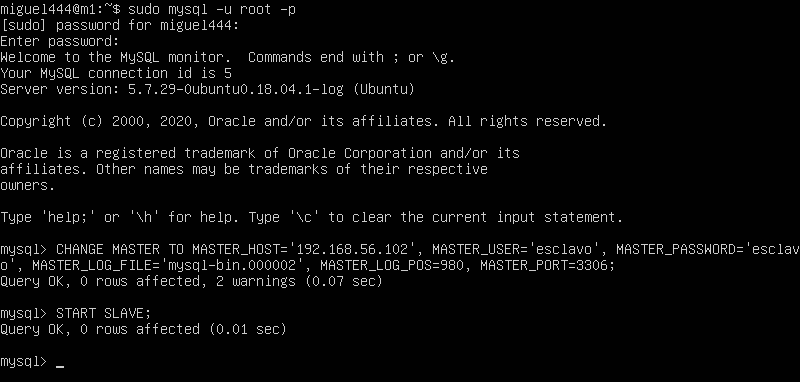 miguel444@m1:~$ sudo mysql -u root -p
[sudo] password for miguel444:
Enter password:
Welcome to the MySQL monitor.  Commands end with ; or \g.
Your MySQL connection id is 5
Server version: 5.7.29-0ubuntu0.18.04.1-log (Ubuntu)
Copyright (c) 2000, 2020, Oracle and/or its affiliates. All rights reserved.
Oracle is a registered trademark of Oracle Corporation and/or its
affiliates. Other names may be trademarks of their respective
owners.
Type 'help;' or '\h' for help. Type '\c' to clear the current input statement.
mysql> CHANGE MASTER TO MASTER_HOST='192.168.56.102', MASTER_USER='esclavo', MASTER_PASSWORD='esclav
o', MASTER_LOG_FILE='mysql-bin.000002', MASTER_LOG_POS=980, MASTER_PORT=3306;
Query OK, 0 rows affected, 2 warnings (0.07 sec)
mysql> START SLAVE;
Query OK, 0 rows affected (0.01 sec)
mysql> _